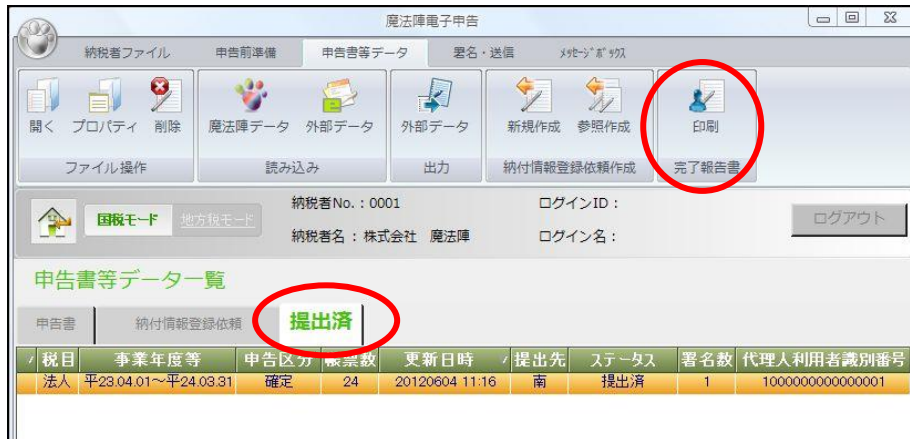 魔法陣電子申告
納税者ファイル 申告前準備 申告書等データ 署名・送信 ﾒｯｾｰｼﾞﾎﾞｯｸｽ
開く プロパティ 削除 魔法陣データ 外部データ 外部データ 新規作成 参照作成 印刷
ファイル操作 読み込み 出力 納付情報登録依頼作成 完了報告書
納税者No.：0001 ログインID：
国税モード 地方税モード ログアウト
納税者名：株式会社 魔法陣 ログイン名：
申告書等データ一覧
申告書 納付情報登録依頼 提出済
税目 事業年度等 申告区分 帳票数 更新日時 提出先 ステータス 署名数 代理人利用者識別番号
法人 平23.04.01～平24.03.31 確定 24 20120604 11:16 南 提出済 1 1000000000000001